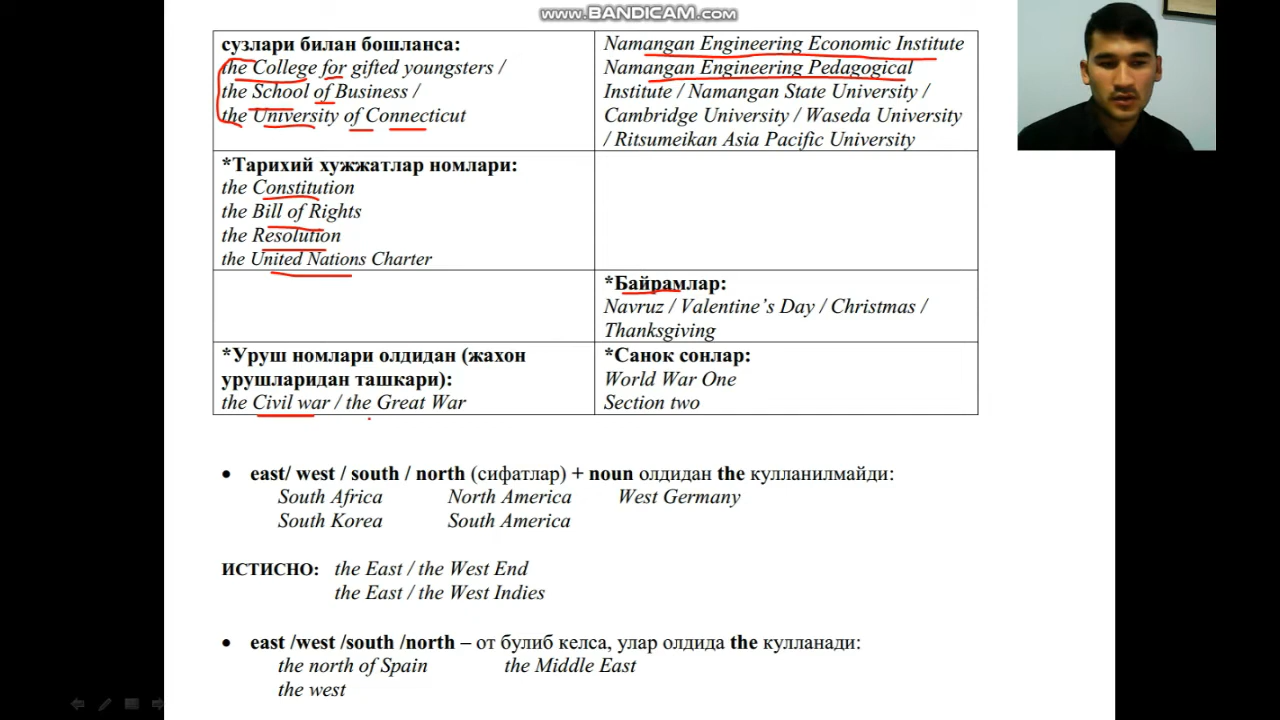 www.BANDICAM.com
сузлари билан бошланса:
the College for gifted youngsters /
the School of Business /
the University of Connecticut
Namangan Engineering Economic Institute
Namangan Engineering Pedagogical
Institute / Namangan State University /
Cambridge University / Waseda University
/ Ritsumeikan Asia Pacific University
*Тарихий хужжатлар номлари:
the Constitution
the Bill of Rights
the Resolution
the United Nations Charter
*Байрамлар:
Navruz / Valentine’s Day / Christmas /
Thanksgiving
*Уруш номлари олдидан (жахон
урушларидан ташкари):
the Civil war / the Great War
*Санок сонлар:
World War One
Section two
• east/ west / south / north (сифатлар) + noun олдидан the кулланилмайди:
South Africa North America West Germany
South Korea South America
ИСТИСНО: the East / the West End
the East / the West Indies
• east /west /south /north – от булиб келса, улар олдида the кулланади:
the north of Spain the Middle East
the west